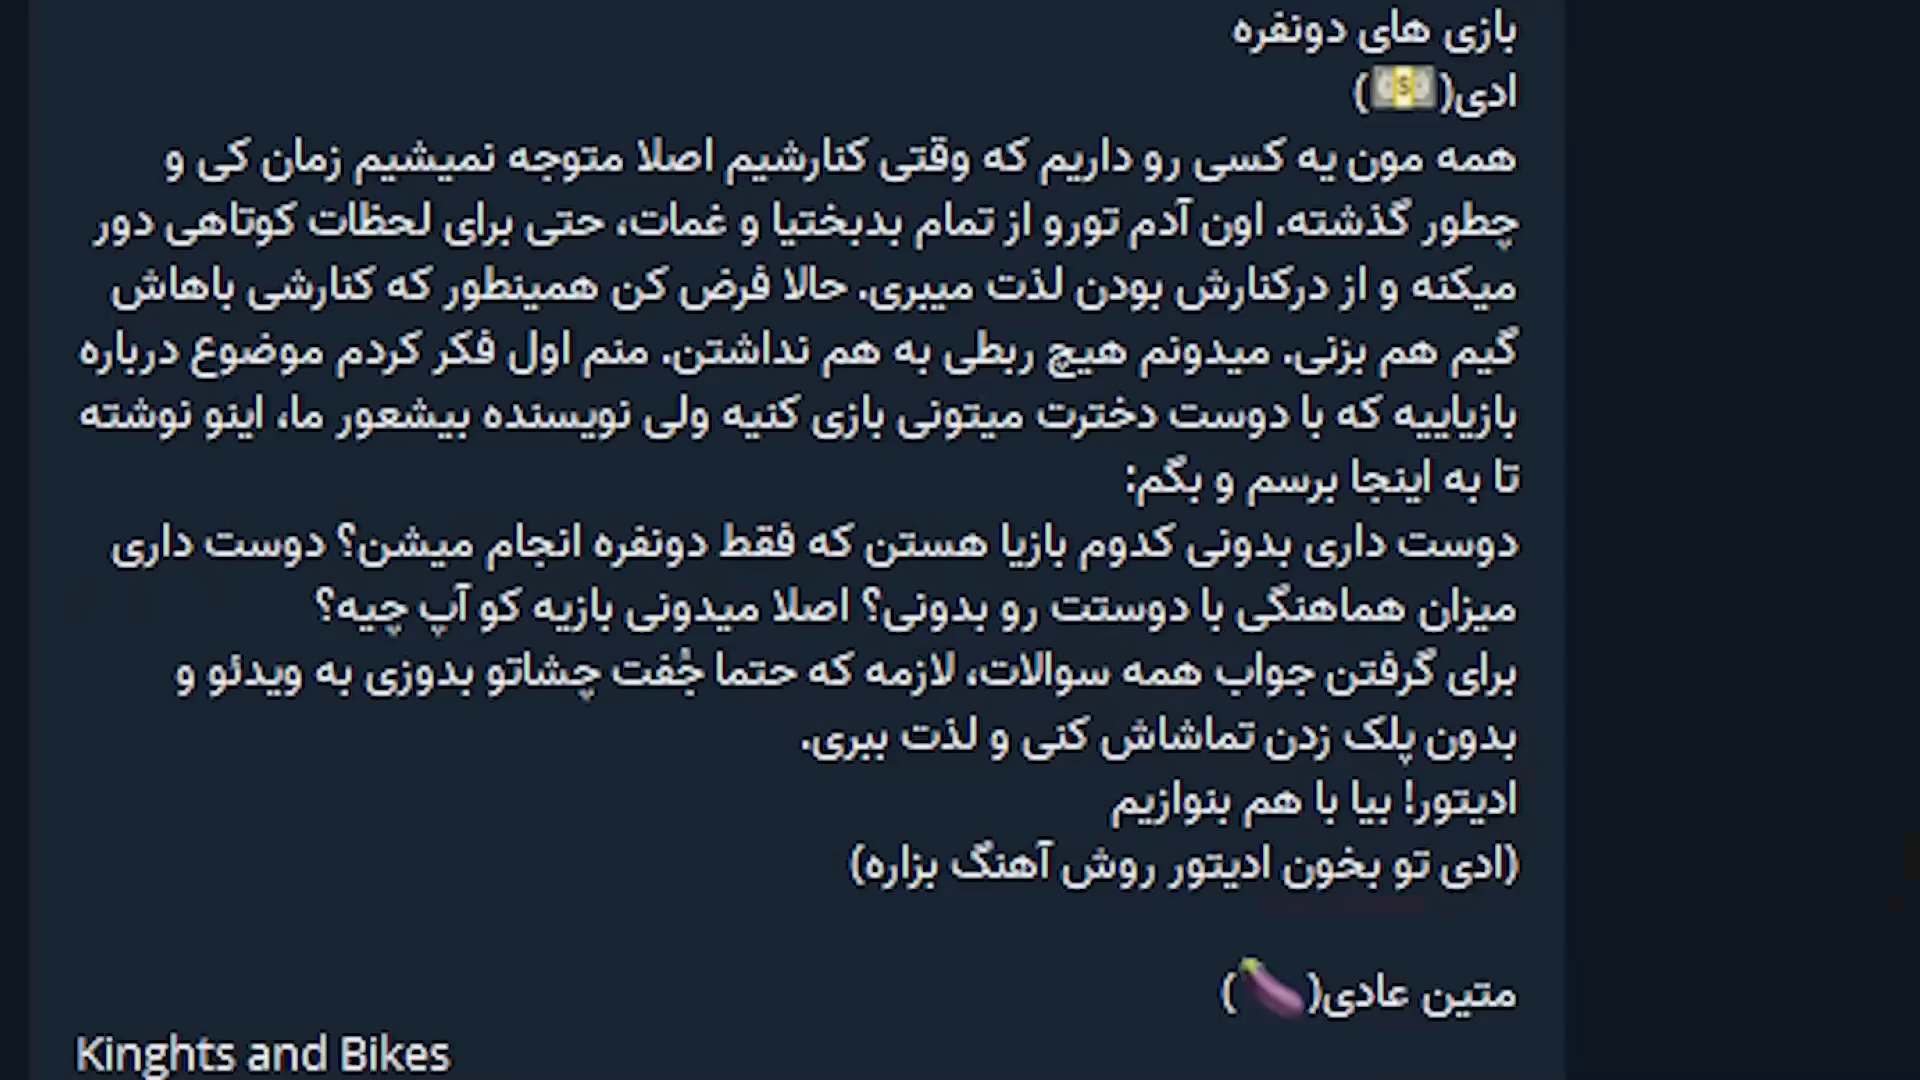 بازی های دونفره
ادی(💵)
همه مون یه کسی رو داریم که وقتی کنارشیم اصلا متوجه نمیشیم زمان کی و
چطور گذشته. اون آدم تورو از تمام بدبختیا و غمات، حتی برای لحظات کوتاهی دور
میکنه و از درکنارش بودن لذت میبری. حالا فرض کن همینطور که کنارشی باهاش
گیم هم بزنی. میدونم هیچ ربطی به هم نداشتن. منم اول فکر کردم موضوع درباره
بازیاییه که با دوست دخترت میتونی بازی کنیه ولی نویسنده بیشعور ما، اینو نوشته
تا به اینجا برسم و بگم:
دوست داری بدونی کدوم بازیا هستن که فقط دونفره انجام میشن؟ دوست داری
میزان هماهنگی با دوستت رو بدونی؟ اصلا میدونی بازیه کو آپ چیه؟
برای گرفتن جواب همه سوالات، لازمه که حتما جُفت چشاتو بدوزی به ویدئو و
بدون پلک زدن تماشاش کنی و لذت ببری.
ادیتور! بیا با هم بنوازیم
(ادی تو بخون ادیتور روش آهنگ بزاره)
متین عادی(🍆)
Kinghts and Bikes